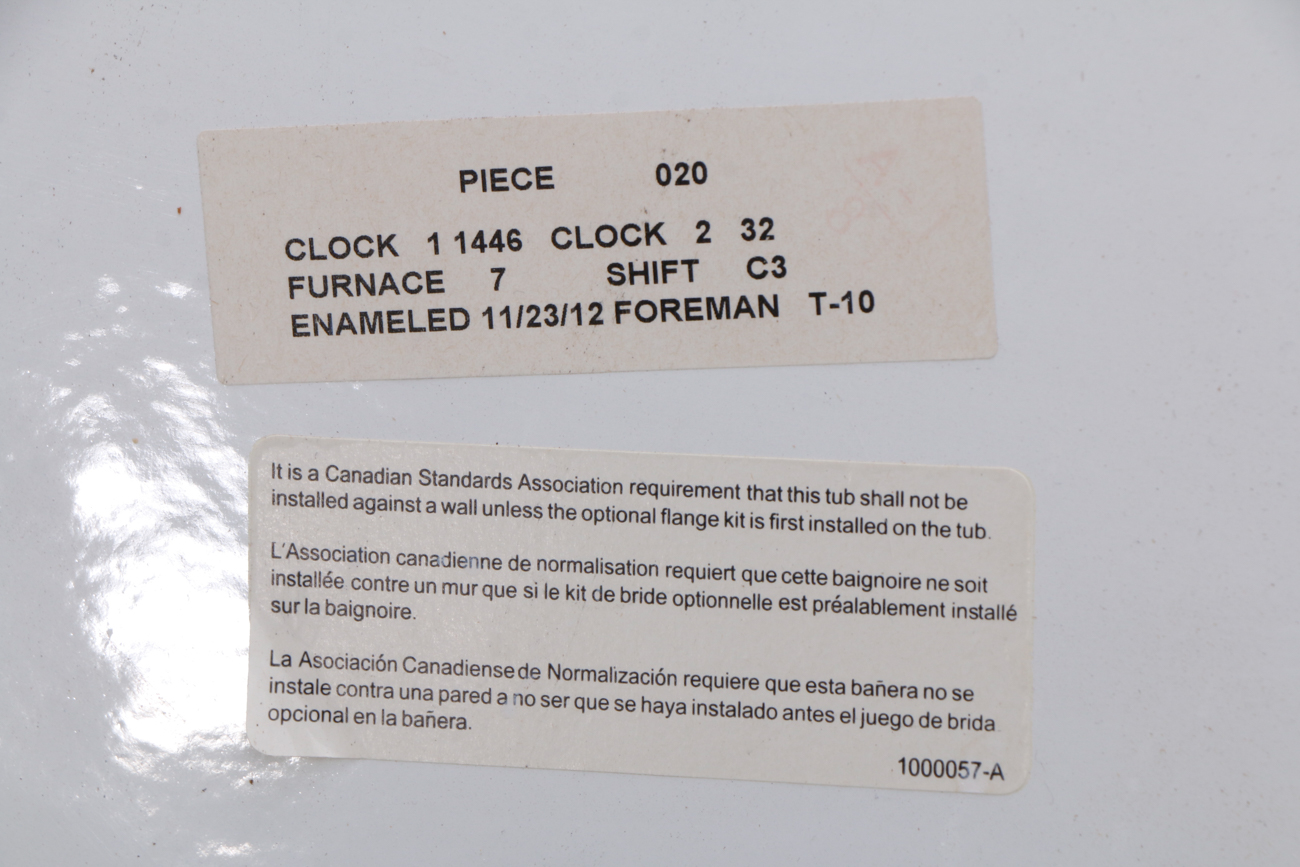 PIECE 020
CLOCK 1 1446 CLOCK 2 32
FURNACE 7 SHIFT C3
ENAMELED 11/23/12 FOREMAN T-10
It is a Canadian Standards Association requirement that this tub shall not be
installed against a wall unless the optional flange kit is first installed on the tub.
L'Association canadienne de normalisation requiert que cette baignoire ne soit
installée contre un mur que si le kit de bride optionnelle est préalablement installé
sur la baignoire.
La Asociación Canadiense de Normalización requiere que esta bañera no se
instale contra una pared a no ser que se haya instalado antes el juego de brida
opcional en la bañera.
1000057-A